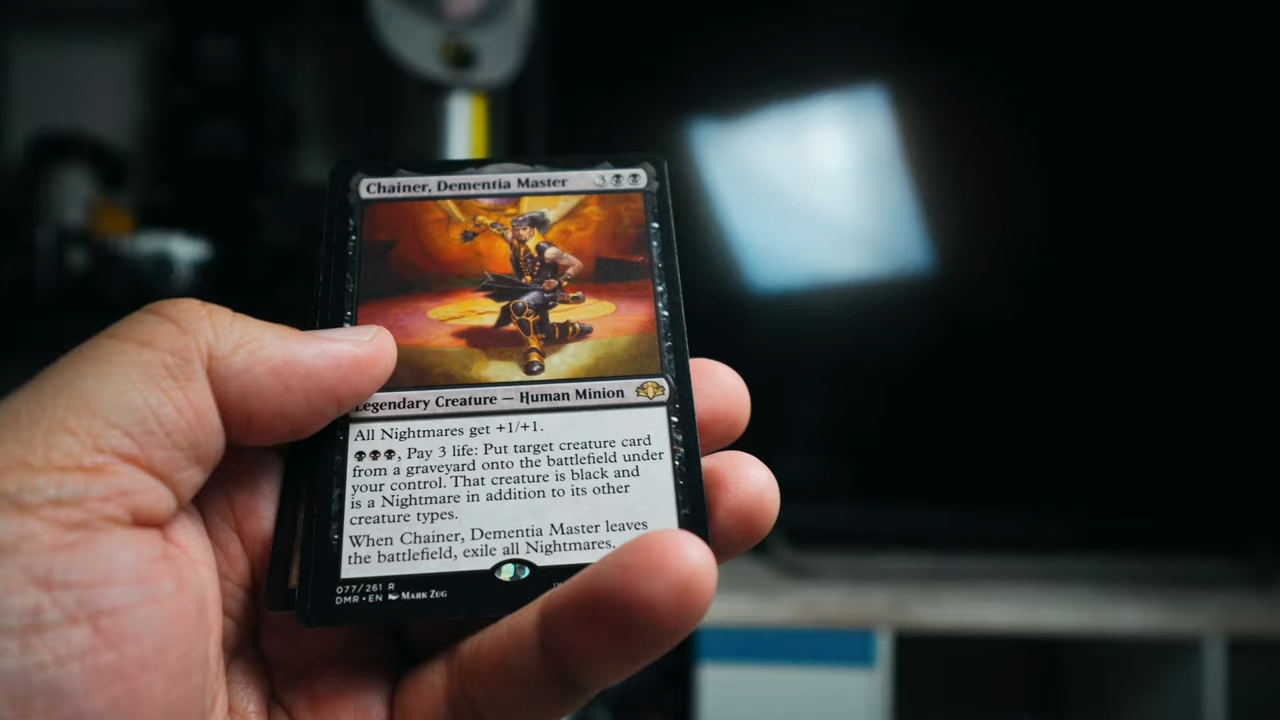 Chainer, Dementia Master 3
Legendary Creature — Human Minion
All Nightmares get +1/+1.
, Pay 3 life: Put target creature card
from a graveyard onto the battlefield under
your control. That creature is black and
is a Nightmare in addition to its other
creature types.
When Chainer, Dementia Master leaves
the battlefield, exile all Nightmares.
077/261 R
DMR • EN MARK ZUG